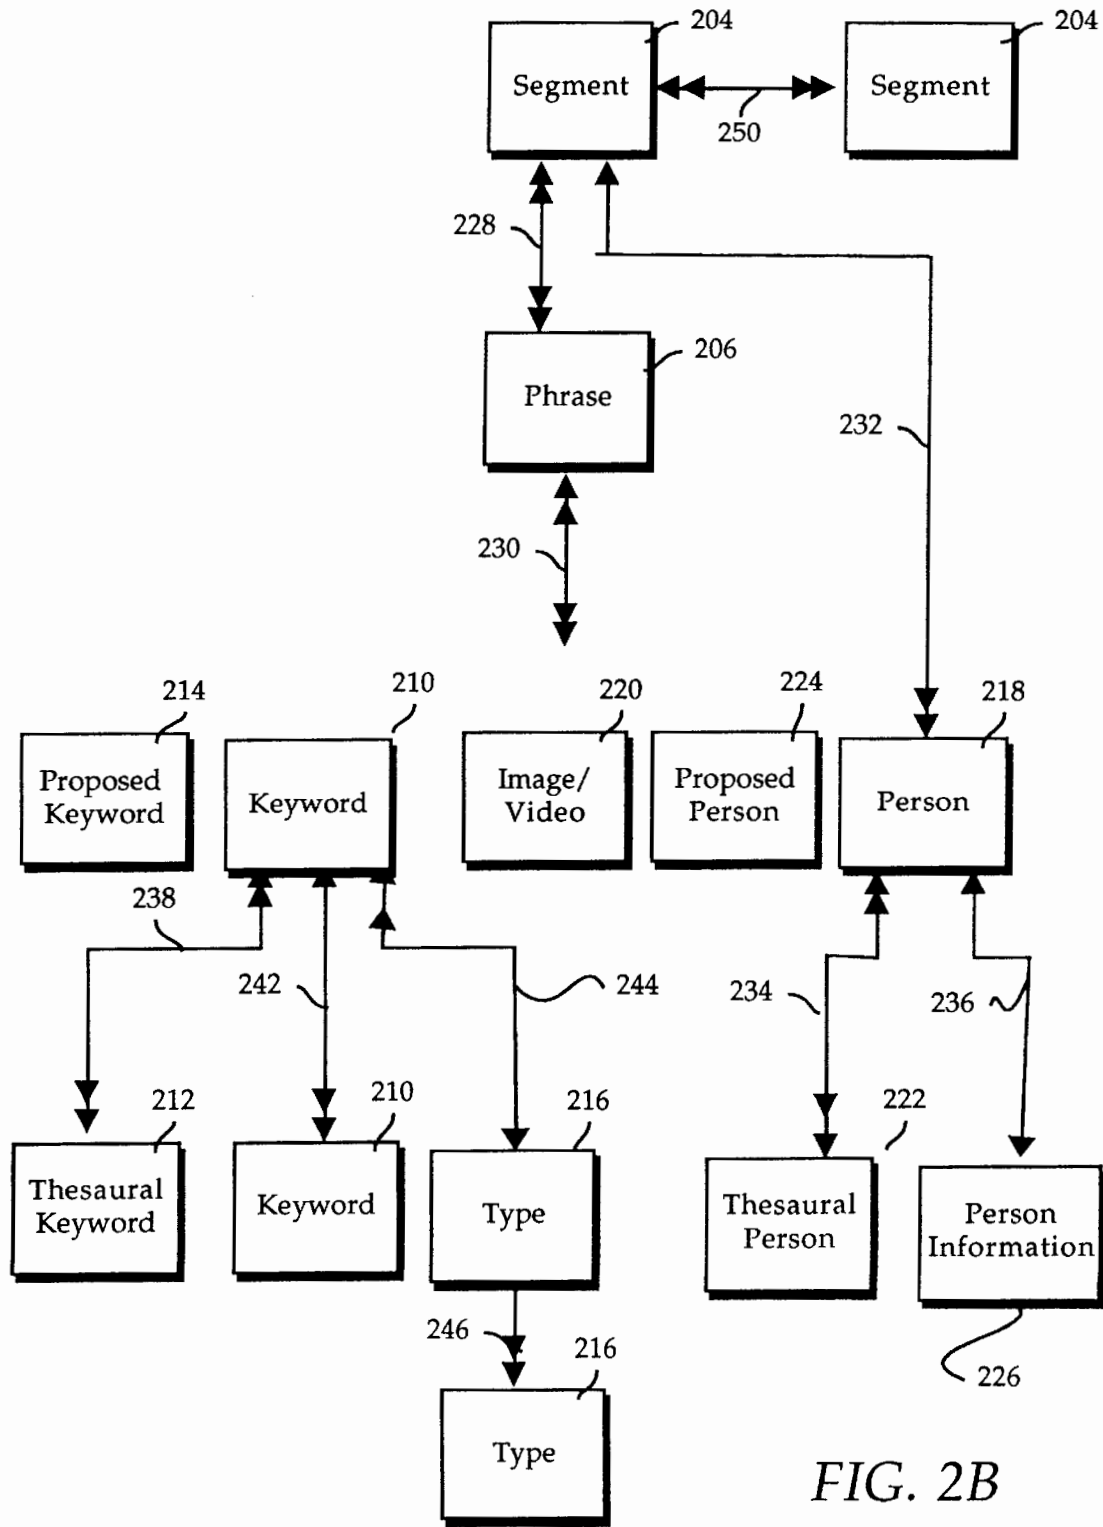 204
204
Segment
Segment
250
228
206
Phrase
232
230
214
210
220
224
218
Proposed
Keyword
Keyword
Image/
Video
Proposed
Person
Person
238
242
244
234
236
212
210
216
222
Thesaural
Keyword
Keyword
Type
Thesaural
Person
Person
Information
246
216
226
Type
FIG. 2B